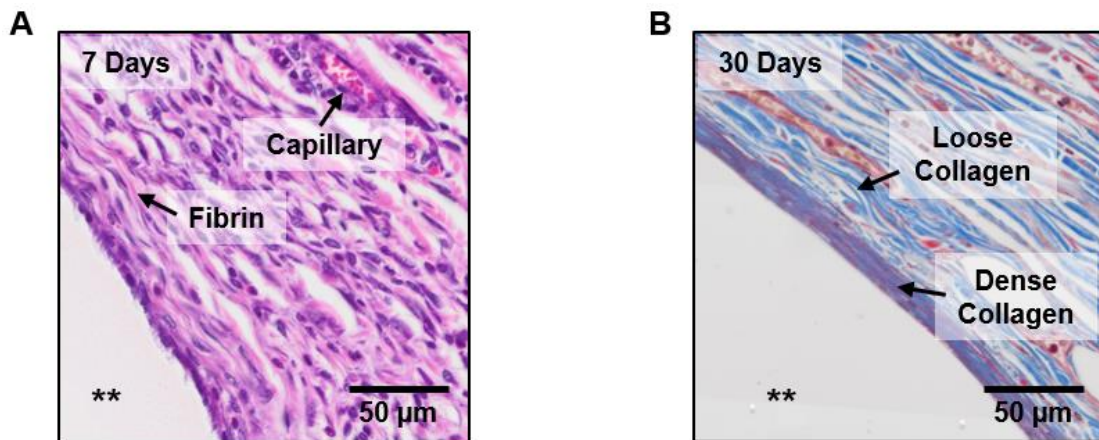 A
7 Days
Capillary
Fibrin
**
50 µm
B
30 Days
Loose
Collagen
Dense
Collagen
**
50 µm